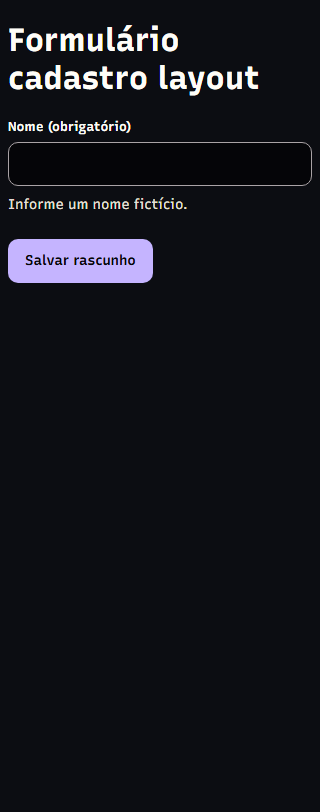 Formulário
cadastro layout
Nome (obrigatório)
Informe um nome fictício.
Salvar rascunho